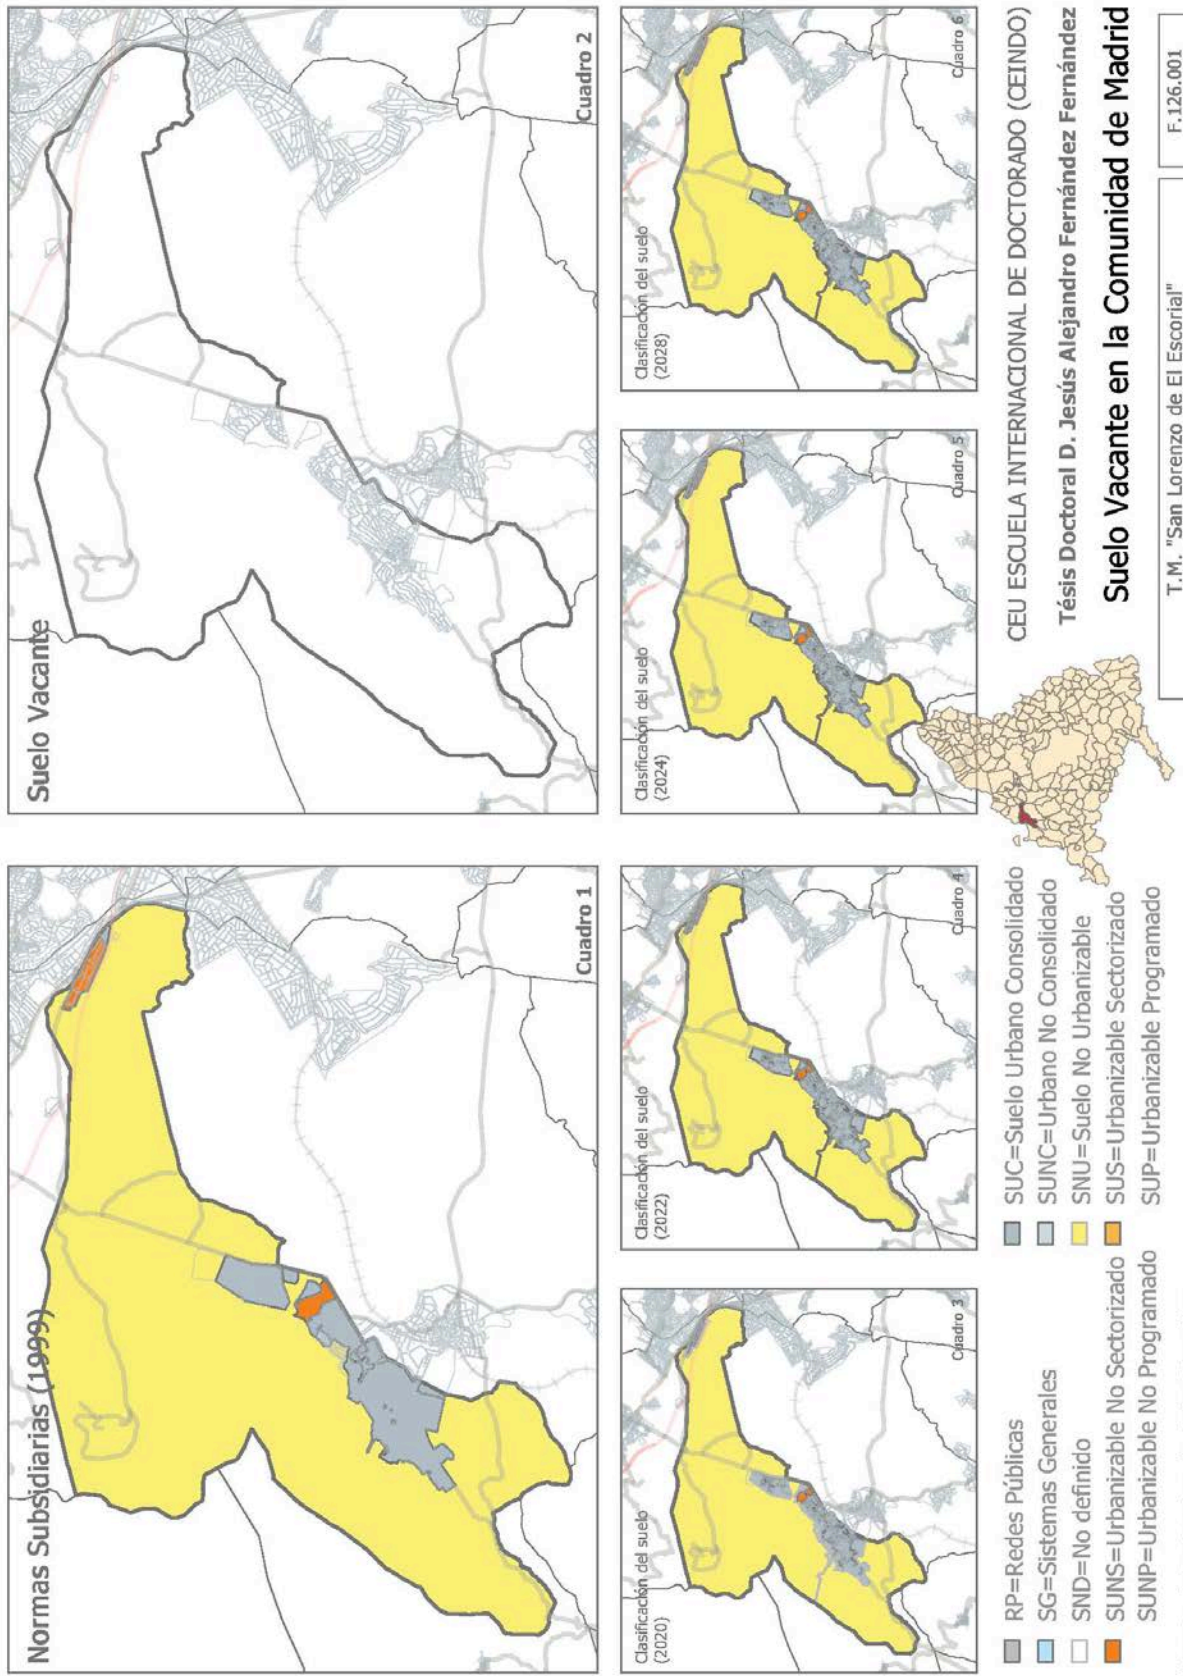 Normas Subsidiarias (1999)
Cuadro 1
Suelo Vacante
Cuadro 2
Clasificación del suelo
(2020)
Cuadro 3
Clasificación del suelo
(2022)
Cuadro 4
Clasificación del suelo
(2024)
Cuadro 5
Clasificación del suelo
(2028)
Cuadro 6
RP=Redes Públicas
SG=Sistemas Generales
SND=No definido
SUNS=Urbanizable No Sectorizado
SUNP=Urbanizable No Programado
SUC=Suelo Urbano Consolidado
SUNC=Urbano No Consolidado
SNU=Suelo No Urbanizable
SUS=Urbanizable Sectorizado
SUP=Urbanizable Programado
CEU ESCUELA INTERNACIONAL DE DOCTORADO (CEINDO)
Tésis Doctoral D. Jesús Alejandro Fernández Fernández
Suelo Vacante en la Comunidad de Madrid
T.M. "San Lorenzo de El Escorial"
F.126.001